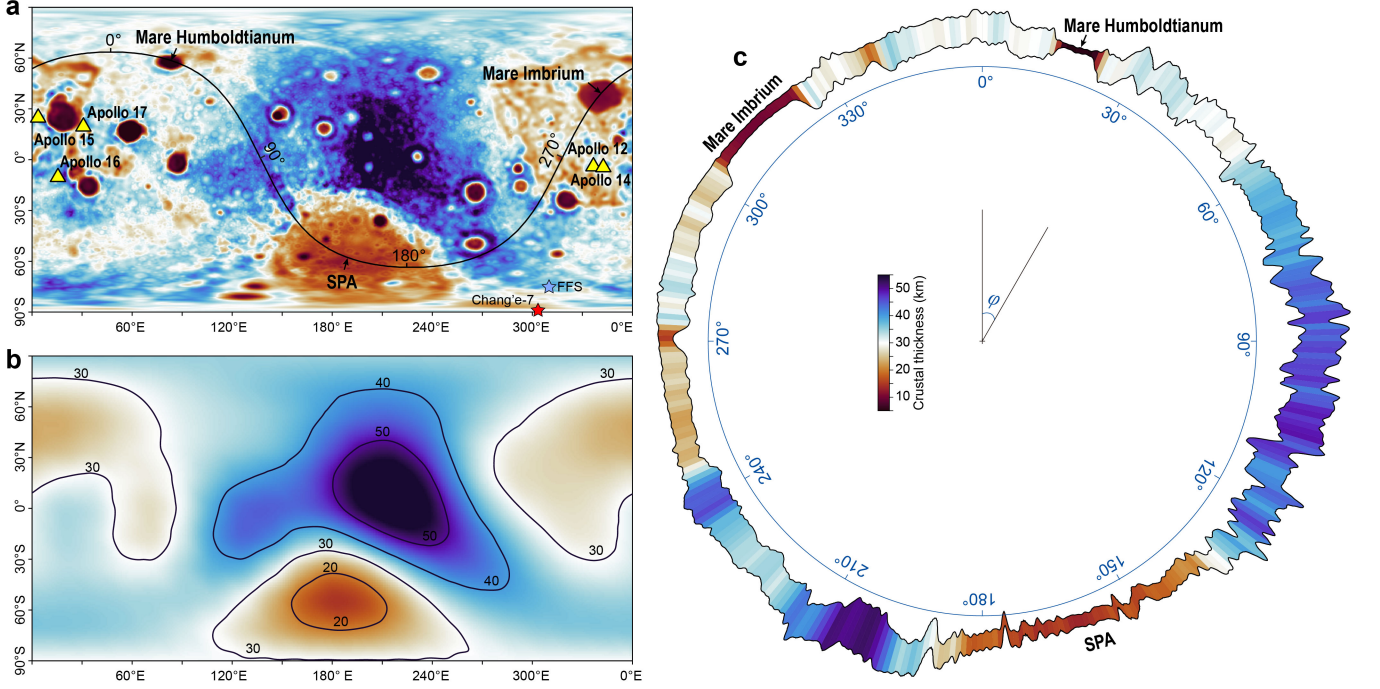 a
0°
Mare Humboldtianum
Mare Imbrium
60°N
30°N
0°
30°S
60°S
90°S
Apollo 17
Apollo 15
Apollo 16
90°
270°
Apollo 12
Apollo 14
180°
SPA
FFS
Chang'e-7
60°E
120°E
180°E
240°E
300°E
0°E
b
30
40
30
60°N
50
30°N
30
0°
50
30
30°S
30
40
20
60°S
20
30
90°S
60°E
120°E
180° E
240°E
300°E
0°E
c
Mare Humboldtianum
Mare Imbrium
0°
30°
60°
90°
120°
150°
180°
210°
240°
270°
300°
330°
SPA
φ
50
40
30
20
10
Crustal thickness (km)